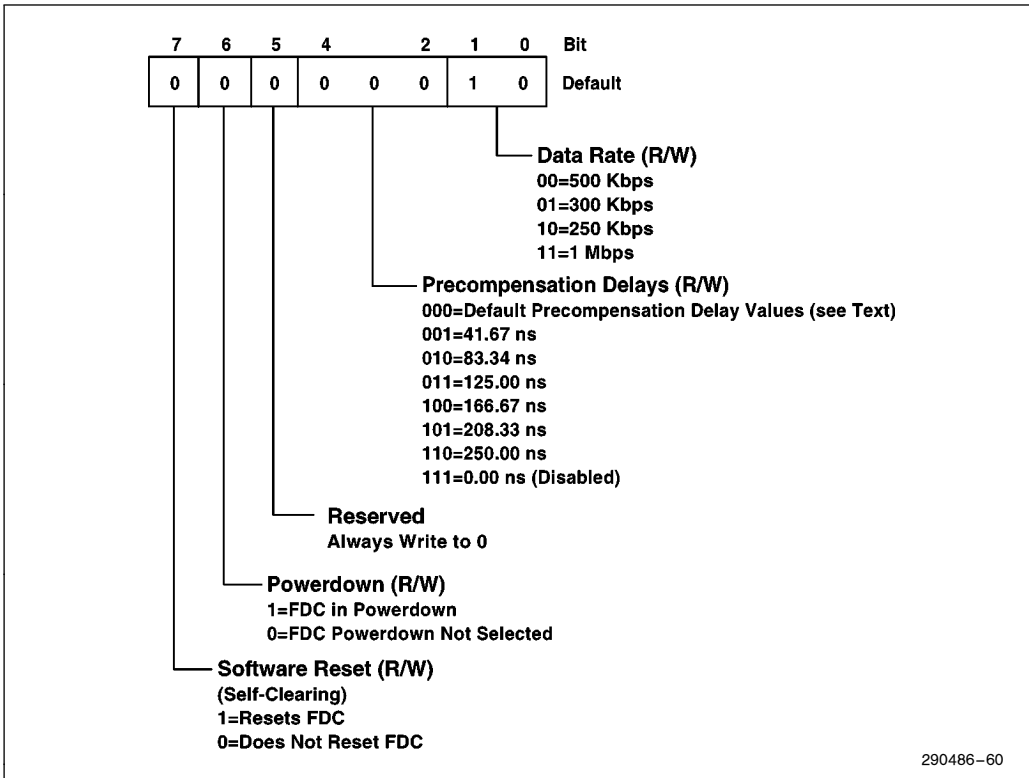 7 6 5 4 2 1 0 Bit
0 0 0 0 0 0 1 0 Default
Data Rate (R/W)
00=500 Kbps
01=300 Kbps
10=250 Kbps
11=1 Mbps
Precompensation Delays (R/W)
000=Default Precompensation Delay Values (see Text)
001=41.67 ns
010=83.34 ns
011=125.00 ns
100=166.67 ns
101=208.33 ns
110=250.00 ns
111=0.00 ns (Disabled)
Reserved
Always Write to 0
Powerdown (R/W)
1=FDC in Powerdown
0=FDC Powerdown Not Selected
Software Reset (R/W)
(Self-Clearing)
1=Resets FDC
0=Does Not Reset FDC
290486–60